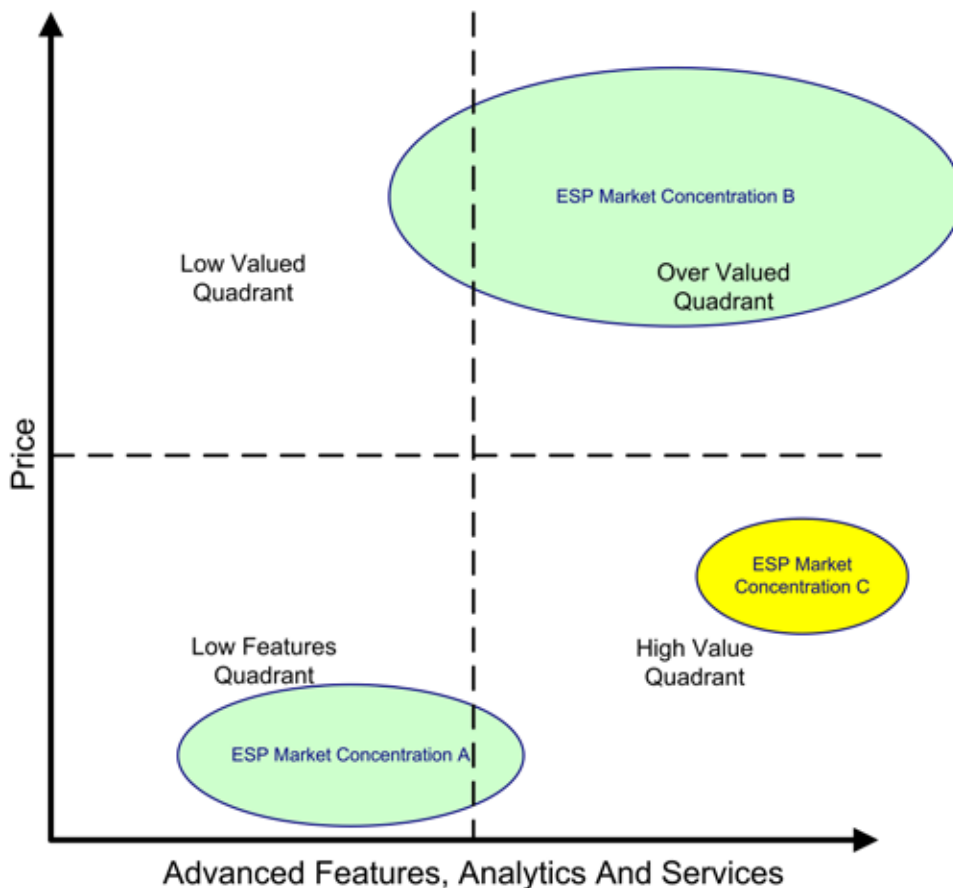 ESP Market Concentration B
Low Valued
Quadrant
Over Valued
Quadrant
Price
ESP Market
Concentration C
Low Features
Quadrant
High Value
Quadrant
ESP Market Concentration A
Advanced Features, Analytics And Services